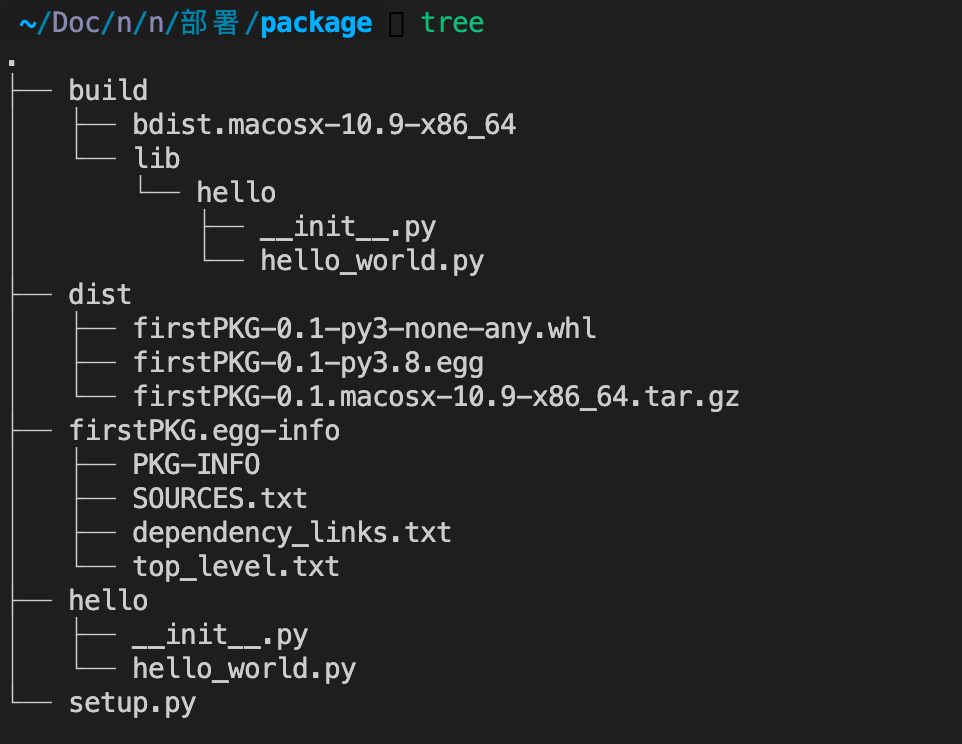 ~/Doc/n/n/部署/package  tree
.
├── build
│   ├── bdist.macosx-10.9-x86_64
│   └── lib
│       └── hello
│           ├── __init__.py
│           └── hello_world.py
├── dist
│   ├── firstPKG-0.1-py3-none-any.whl
│   ├── firstPKG-0.1-py3.8.egg
│   └── firstPKG-0.1.macosx-10.9-x86_64.tar.gz
├── firstPKG.egg-info
│   ├── PKG-INFO
│   ├── SOURCES.txt
│   ├── dependency_links.txt
│   └── top_level.txt
├── hello
│   ├── __init__.py
│   └── hello_world.py
└── setup.py